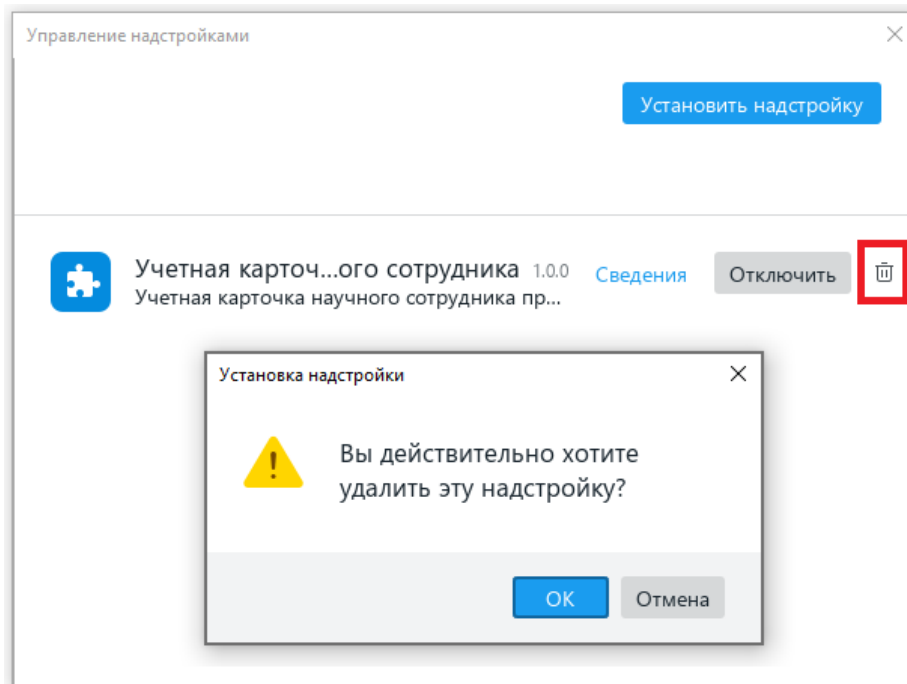 Управление надстройками
Установить надстройку
Учетная карточ...ого сотрудника 1.0.0 Сведения Отключить
Учетная карточка научного сотрудника пр...
Установка надстройки
Вы действительно хотите
удалить эту надстройку?
ОК Отмена